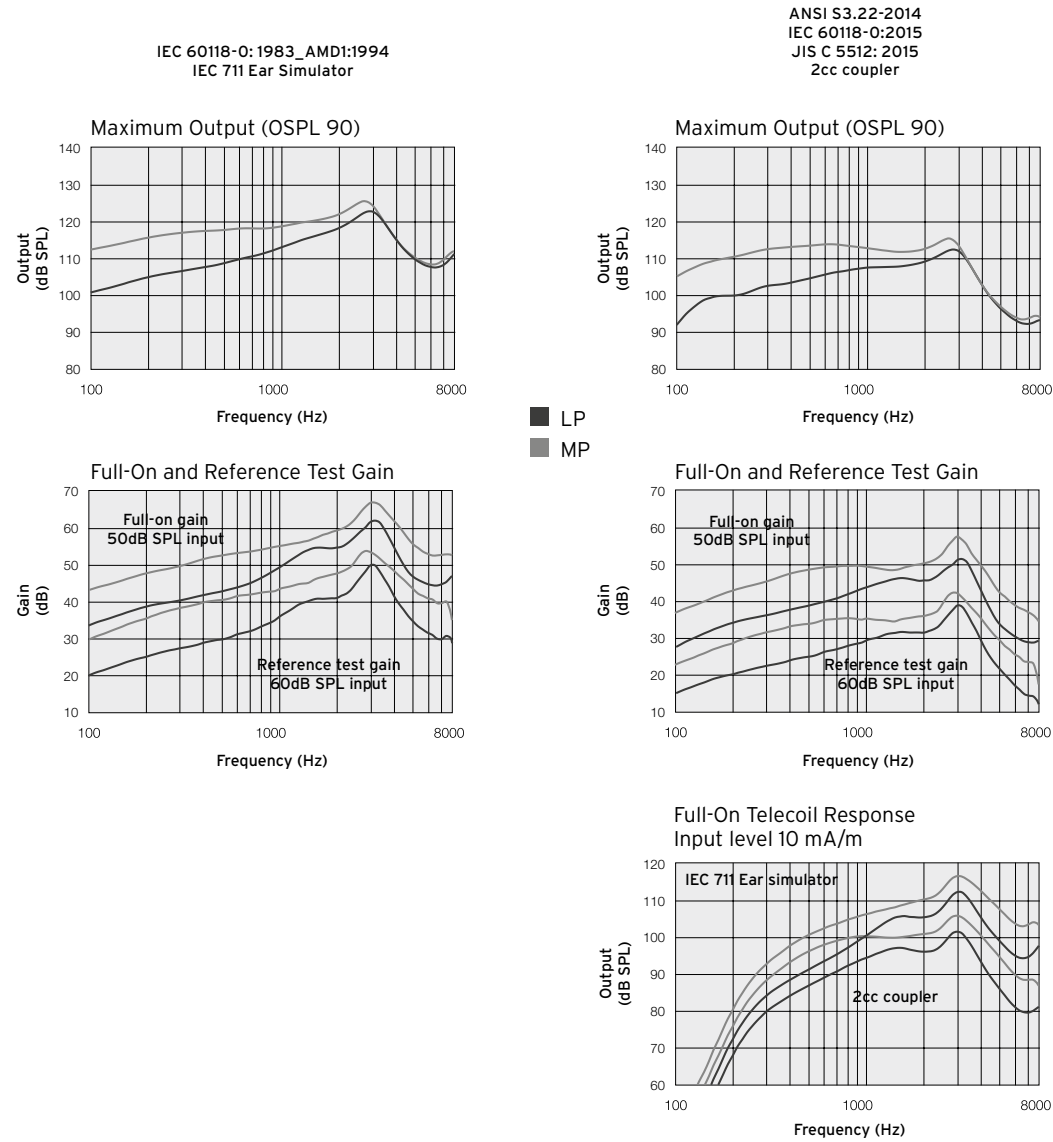 IEC 60118-0: 1983_AMD1:1994
IEC 711 Ear Simulator
ANSI S3.22-2014
IEC 60118-0:2015
JIS C 5512: 2015
2cc coupler
Maximum Output (OSPL 90)
140
130
120
110
100
90
80
Output
(dB SPL)
100
1000
8000
Frequency (Hz)
Maximum Output (OSPL 90)
140
130
120
110
100
90
80
Output
(dB SPL)
100
1000
8000
Frequency (Hz)
LP
MP
Full-On and Reference Test Gain
70
60
50
40
30
20
10
Gain
(dB)
Full-on gain
50dB SPL input
Reference test gain
60dB SPL input
100
1000
8000
Frequency (Hz)
Full-On and Reference Test Gain
70
60
50
40
30
20
10
Gain
(dB)
Full-on gain
50dB SPL input
Reference test gain
60dB SPL input
100
1000
8000
Frequency (Hz)
Full-On Telecoil Response
Input level 10 mA/m
120
110
100
90
80
70
60
Output
(dB SPL)
IEC 711 Ear simulator
2cc coupler
100
1000
8000
Frequency (Hz)